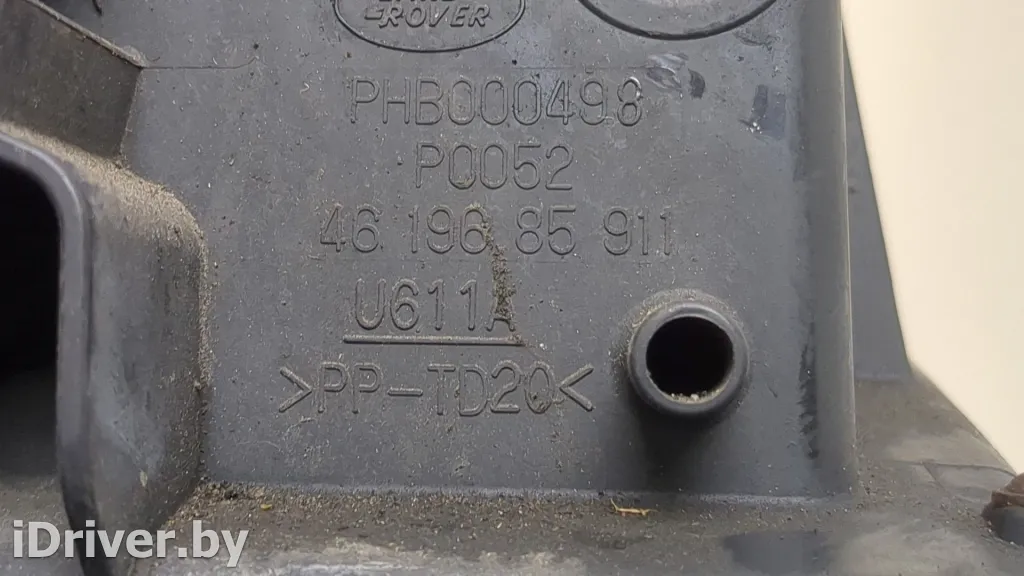 -ROVER
PHB000498
P0052
46 196 85 911
U611A
>PP-TD20<
iDriver.by